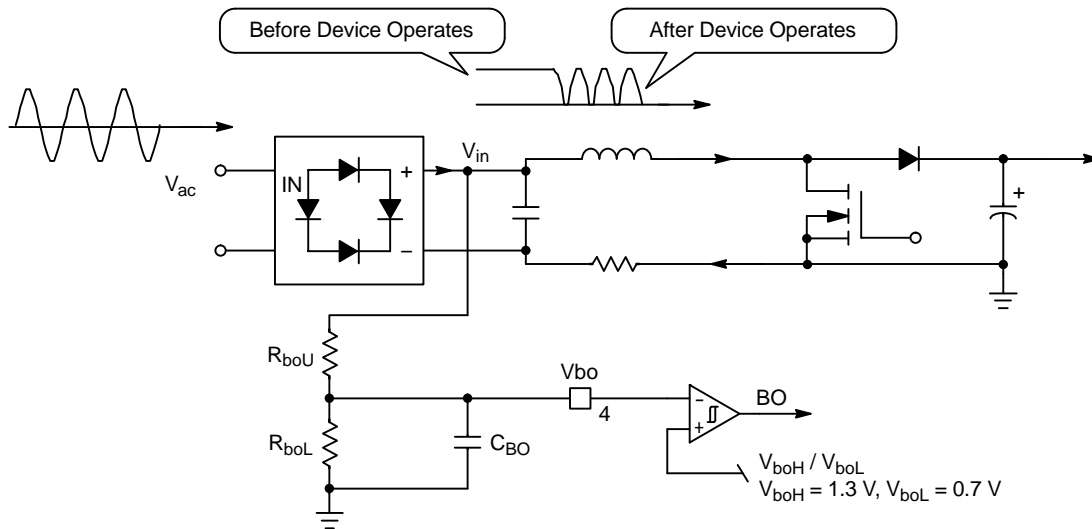 Before Device Operates
After Device Operates
V_ac
IN
+
−
V_in
+
R_boU
R_boL
C_BO
Vbo
4
−
+
BO
V_boH / V_boL
V_boH = 1.3 V, V_boL = 0.7 V